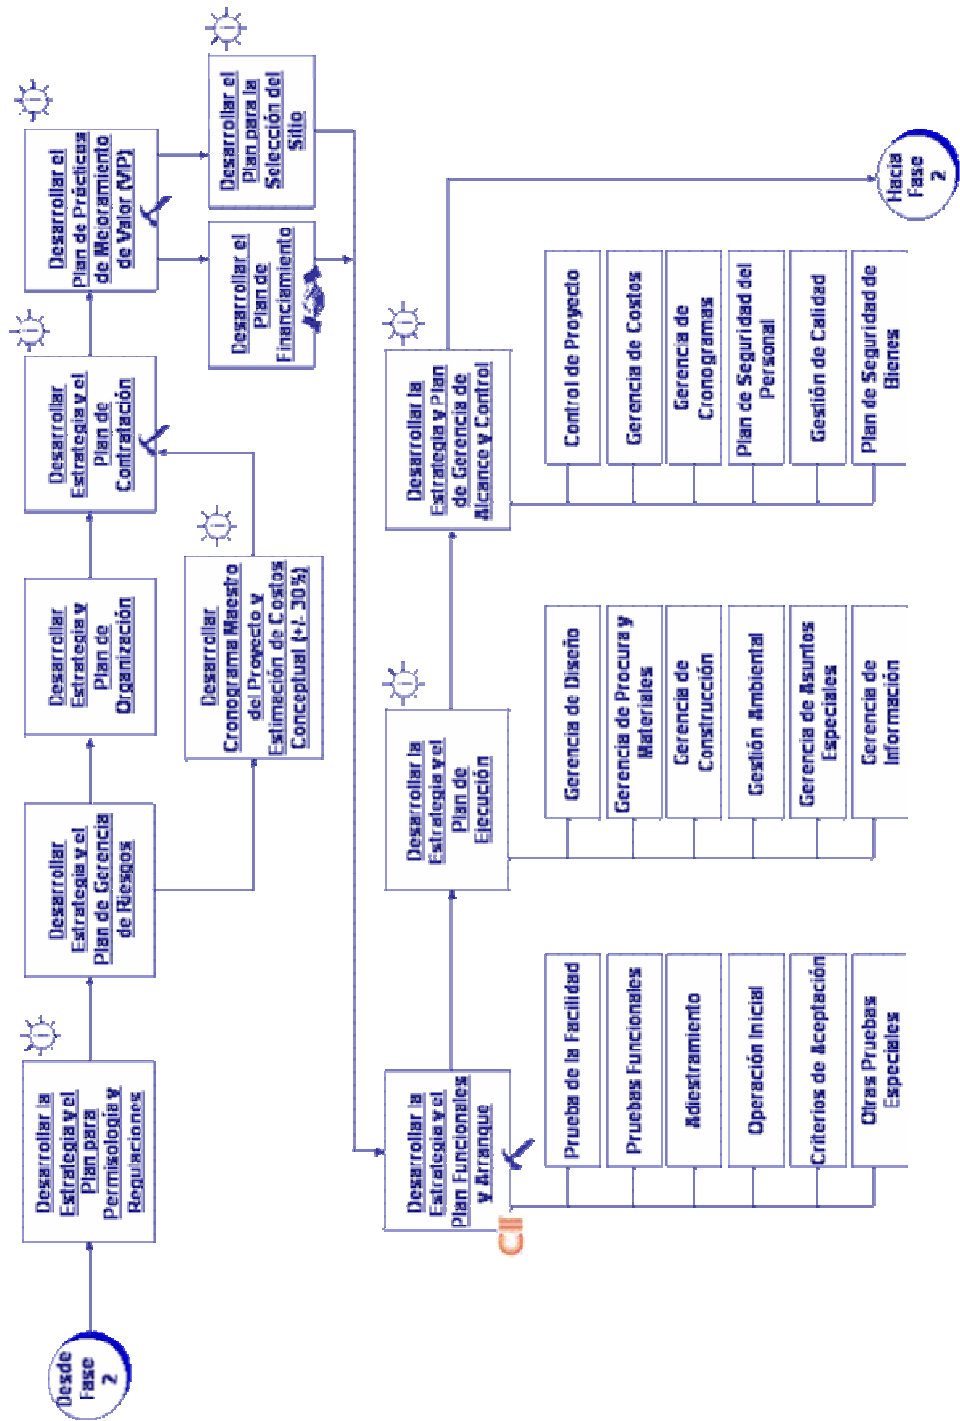 Desde
Fase
2
Desarrollar la
Estrategia y el
Plan para
Permisología y
Regulaciones
Desarrollar
Estrategia y el
Plan de Gerencia
de Riesgos
Desarrollar
Estrategia y
Plan de
Organización
Desarrollar
Cronograma Maestro
del Proyecto y
Estimación de Costos
Conceptual (+/- 30%)
Desarrollar
Estrategia y el
Plan de
Contratación
Desarrollar el
Plan de Prácticas
de Mejoramiento
de Valor (VIP)
Desarrollar el
Plan de
Financiamiento
Desarrollar el
Plan para la
Selección del
Sitio
Desarrollar la
Estrategia y el
Plan Funcionales
y Arranque
CII
Prueba de la Facilidad
Pruebas Funcionales
Adiestramiento
Operación Inicial
Criterios de Aceptación
Otras Pruebas
Especiales
Desarrollar la
Estrategia y el
Plan de
Ejecución
Gerencia de Diseño
Gerencia de Procura y
Materiales
Gerencia de
Construcción
Gestión Ambiental
Gerencia de Asuntos
Especiales
Gerencia de
Información
Desarrollar la
Estrategia y Plan
de Gerencia de
Alcance y Control
Control de Proyecto
Gerencia de Costos
Gerencia de
Cronogramas
Plan de Seguridad del
Personal
Gestión de Calidad
Plan de Seguridad de
Bienes
Hacia
Fase
2